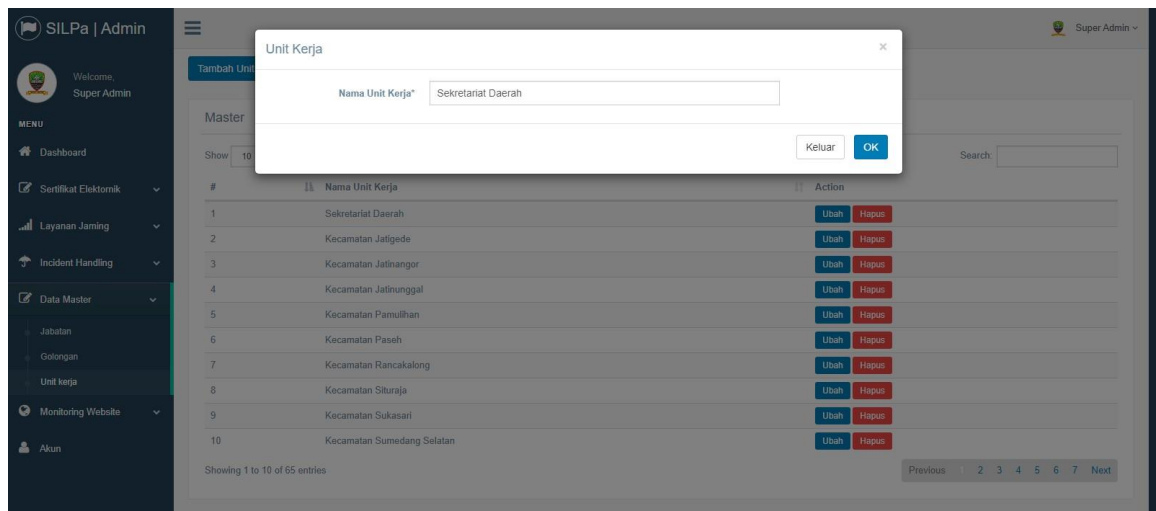 SILPa | Admin
Super Admin
Unit Kerja
×
Nama Unit Kerja*
Sekretariat Daerah
Keluar
OK
Welcome,
Super Admin
MENU
Dashboard
Sertifikat Elektornik
Layanan Jaming
Incident Handling
Data Master
Jabatan
Golongan
Unit kerja
Monitoring Website
Akun
Tambah Unit
Master
Show 10
Search:
# Nama Unit Kerja Action
1 Sekretariat Daerah Ubah Hapus
2 Kecamatan Jatigede Ubah Hapus
3 Kecamatan Jatinangor Ubah Hapus
4 Kecamatan Jatinunggal Ubah Hapus
5 Kecamatan Pamulihan Ubah Hapus
6 Kecamatan Paseh Ubah Hapus
7 Kecamatan Rancakalong Ubah Hapus
8 Kecamatan Situraja Ubah Hapus
9 Kecamatan Sukasari Ubah Hapus
10 Kecamatan Sumedang Selatan Ubah Hapus
Showing 1 to 10 of 65 entries
Previous 1 2 3 4 5 6 7 Next